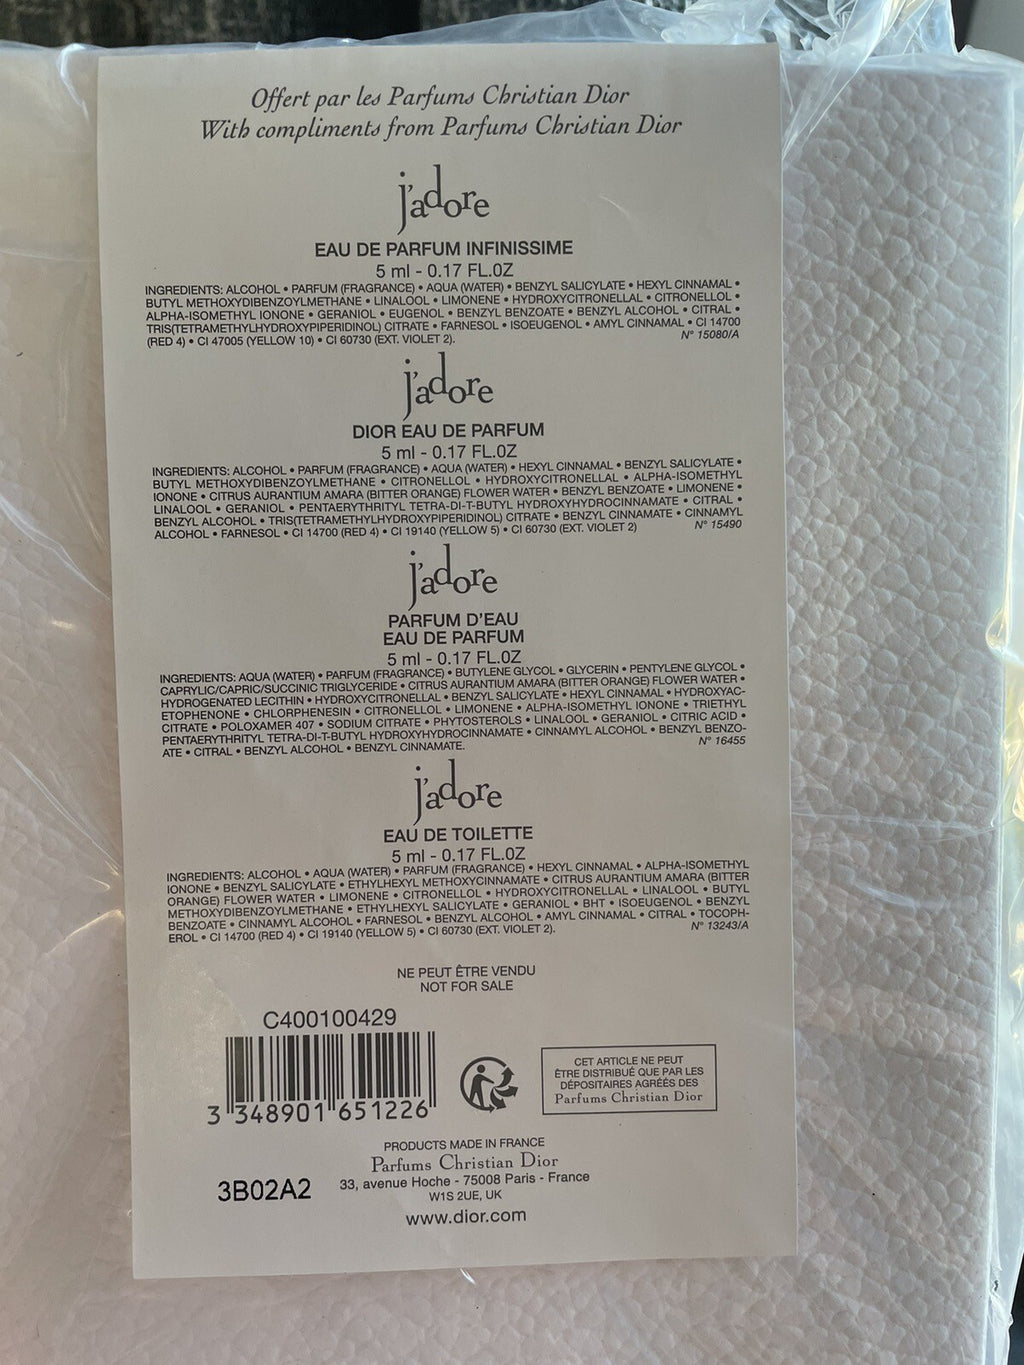 Offert par les Parfums Christian Dior
With compliments from Parfums Christian Dior
j'adore
EAU DE PARFUM INFINISSIME
5 ml - 0.17 FL.OZ
INGREDIENTS: ALCOHOL • PARFUM (FRAGRANCE) • AQUA (WATER) • BENZYL SALICYLATE • HEXYL CINNAMAL •
BUTYL METHOXYDIBENZOYLMETHANE • LINALOOL • LIMONENE • HYDROXYCITRONELLAL • CITRONELLOL •
ALPHA-ISOMETHYL IONONE • GERANIOL • EUGENOL • BENZYL BENZOATE • BENZYL ALCOHOL • CITRAL •
TRIS(TETRAMETHYLHYDROXYPIPERIDINOL) CITRATE • FARNESOL • ISOEUGENOL • AMYL CINNAMAL • CI 14700
(RED 4) • CI 47005 (YELLOW 10) • CI 60730 (EXT. VIOLET 2). N° 15080/A
j'adore
DIOR EAU DE PARFUM
5 ml - 0.17 FL.OZ
INGREDIENTS: ALCOHOL • PARFUM (FRAGRANCE) • AQUA (WATER) • HEXYL CINNAMAL • BENZYL SALICYLATE •
BUTYL METHOXYDIBENZOYLMETHANE • CITRONELLOL • HYDROXYCITRONELLAL • ALPHA-ISOMETHYL
IONONE • CITRUS AURANTIUM AMARA (BITTER ORANGE) FLOWER WATER • BENZYL BENZOATE • LIMONENE •
LINALOOL • GERANIOL • PENTAERYTHRITYL TETRA-DI-T-BUTYL HYDROXYHYDROCINNAMATE • CITRAL •
BENZYL ALCOHOL • TRIS(TETRAMETHYLHYDROXYPIPERIDINOL) CITRATE • BENZYL CINNAMATE • CINNAMYL
ALCOHOL • FARNESOL • CI 14700 (RED 4) • CI 19140 (YELLOW 5) • CI 60730 (EXT. VIOLET 2) N° 15490
j'adore
PARFUM D'EAU
EAU DE PARFUM
5 ml - 0.17 FL.OZ
INGREDIENTS: AQUA (WATER) • PARFUM (FRAGRANCE) • BUTYLENE GLYCOL • GLYCERIN • PENTYLENE GLYCOL •
CAPRYLIC/CAPRIC/SUCCINIC TRIGLYCERIDE • CITRUS AURANTIUM AMARA (BITTER ORANGE) FLOWER WATER •
HYDROGENATED LECITHIN • HYDROXYCITRONELLAL • BENZYL SALICYLATE • HEXYL CINNAMAL • HYDROXYAC-
ETOPHENONE • CHLORPHENESIN • CITRONELLOL • LIMONENE • ALPHA-ISOMETHYL IONONE • TRIETHYL
CITRATE • POLOXAMER 407 • SODIUM CITRATE • PHYTOSTEROLS • LINALOOL • GERANIOL • CITRIC ACID •
PENTAERYTHRITYL TETRA-DI-T-BUTYL HYDROXYHYDROCINNAMATE • CINNAMYL ALCOHOL • BENZYL BENZO-
ATE • CITRAL • BENZYL ALCOHOL • BENZYL CINNAMATE. N° 16455
j'adore
EAU DE TOILETTE
5 ml - 0.17 FL.OZ
INGREDIENTS: ALCOHOL • AQUA (WATER) • PARFUM (FRAGRANCE) • HEXYL CINNAMAL • ALPHA-ISOMETHYL
IONONE • BENZYL SALICYLATE • ETHYLHEXYL METHOXYCINNAMATE • CITRUS AURANTIUM AMARA (BITTER
ORANGE) FLOWER WATER • LIMONENE • CITRONELLOL • HYDROXYCITRONELLAL • LINALOOL • BUTYL
METHOXYDIBENZOYLMETHANE • ETHYLHEXYL SALICYLATE • GERANIOL • BHT • ISOEUGENOL • BENZYL
BENZOATE • CINNAMYL ALCOHOL • FARNESOL • BENZYL ALCOHOL • AMYL CINNAMAL • CITRAL • TOCOPH-
EROL • CI 14700 (RED 4) • CI 19140 (YELLOW 5) • CI 60730 (EXT. VIOLET 2). N° 13243/A
NE PEUT ÊTRE VENDU
NOT FOR SALE
C400100429
3 348901 651226
CET ARTICLE NE PEUT
ÊTRE DISTRIBUÉ QUE PAR LES
DÉPOSITAIRES AGRÉÉS DES
Parfums Christian Dior
PRODUCTS MADE IN FRANCE
Parfums Christian Dior
33, avenue Hoche - 75008 Paris - France
W1S 2UE, UK
3B02A2
www.dior.com